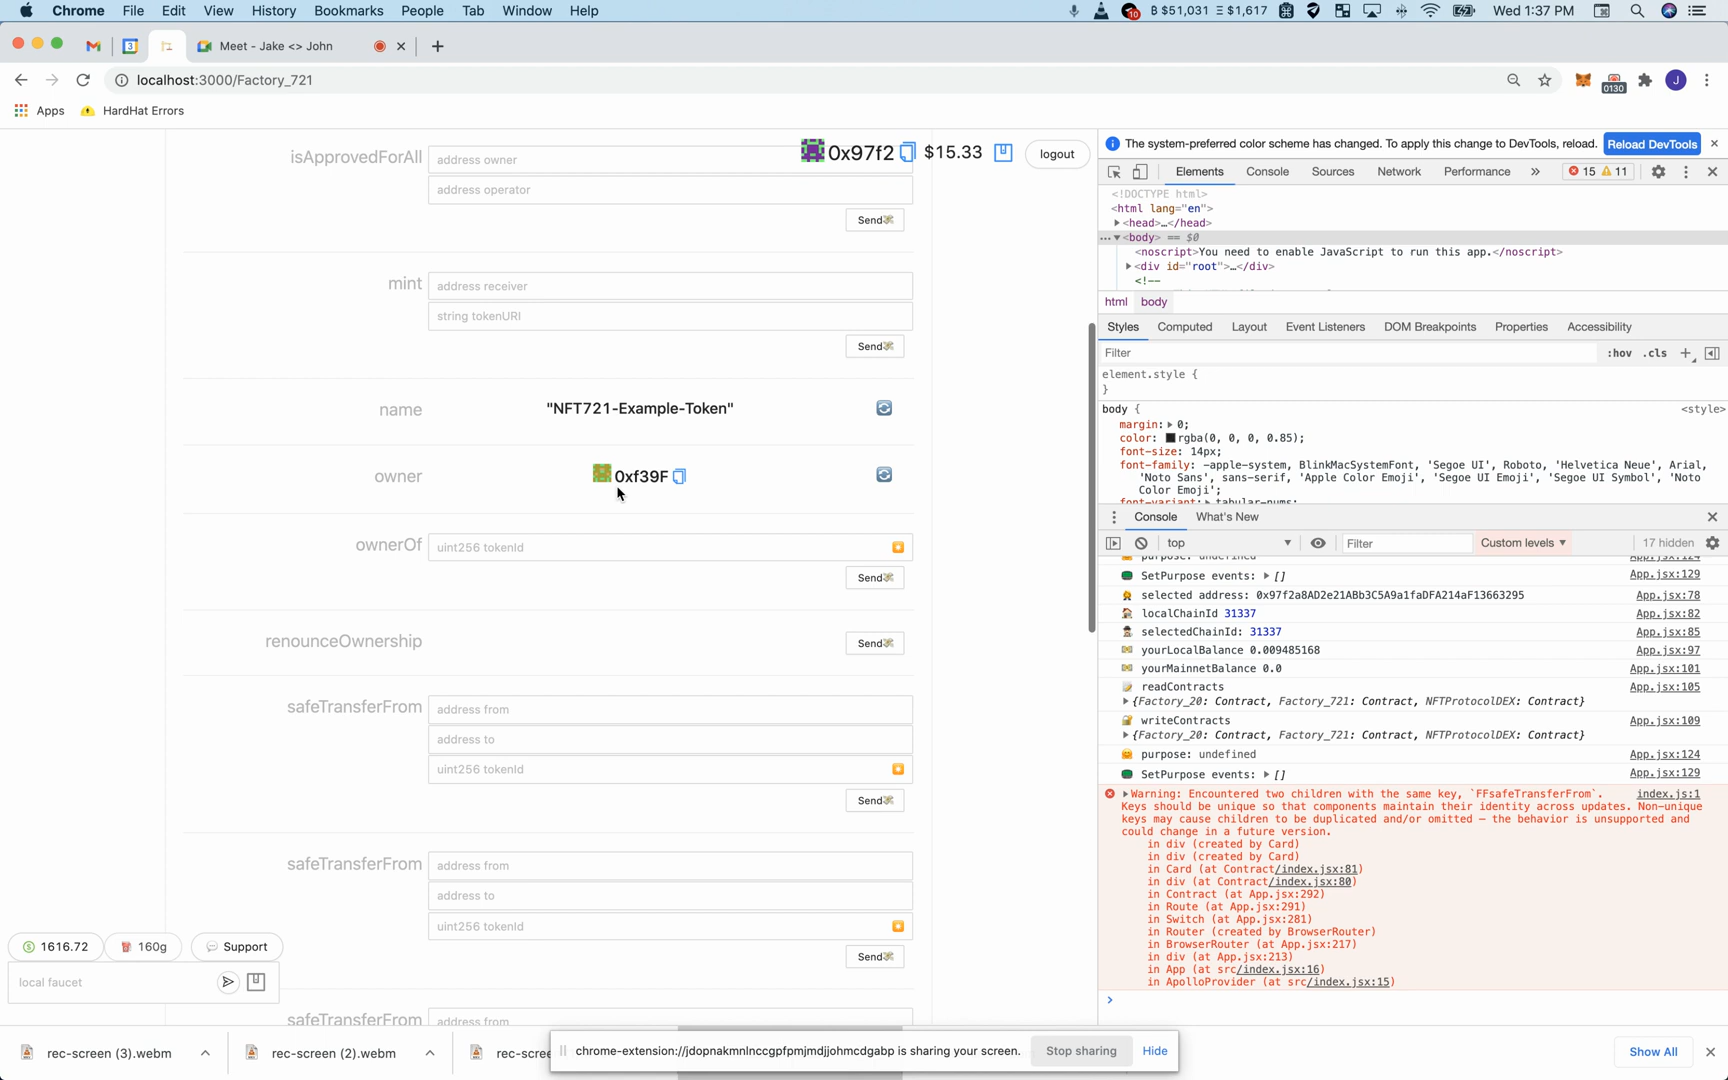 Chrome File Edit View History Bookmarks People Tab Window Help
10 ₿ $51,031 Ξ $1,617 Wed 1:37 PM
3 Meet - Jake <> John
localhost:3000/Factory_721
0130 J
Apps HardHat Errors
0x97f2 $15.33 logout
isApprovedForAll address owner
address operator
Send
mint address receiver
string tokenURI
Send
name "NFT721-Example-Token"
owner 0xf39F
ownerOf uint256 tokenId
Send
renounceOwnership Send
safeTransferFrom address from
address to
uint256 tokenId
Send
safeTransferFrom address from
address to
uint256 tokenId
Send
safeTransferFrom address from
1616.72 160g Support
local faucet
The system-preferred color scheme has changed. To apply this change to DevTools, reload. Reload DevTools
Elements Console Sources Network Performance » 15 11
<!DOCTYPE html>
<html lang="en">
<head>…</head>
<body> == $0
<noscript>You need to enable JavaScript to run this app.</noscript>
<div id="root">…</div>
<!--
html body
Styles Computed Layout Event Listeners DOM Breakpoints Properties Accessibility
Filter :hov .cls +
element.style {
}
body { <style>
margin: 0;
color: rgba(0, 0, 0, 0.85);
font-size: 14px;
font-family: -apple-system, BlinkMacSystemFont, 'Segoe UI', Roboto, 'Helvetica Neue', Arial,
'Noto Sans', sans-serif, 'Apple Color Emoji', 'Segoe UI Emoji', 'Segoe UI Symbol', 'Noto
Color Emoji';
font-variant: tabular-nums;
Console What's New
top Filter Custom levels 17 hidden
purpose: undefined App.jsx:124
SetPurpose events: [] App.jsx:129
selected address: 0x97f2a8AD2e21ABb3C5A9a1faDFA214aF13663295 App.jsx:78
localChainId 31337 App.jsx:82
selectedChainId: 31337 App.jsx:85
yourLocalBalance 0.009485168 App.jsx:97
yourMainnetBalance 0.0 App.jsx:101
readContracts App.jsx:105
{Factory_20: Contract, Factory_721: Contract, NFTProtocolDEX: Contract}
writeContracts App.jsx:109
{Factory_20: Contract, Factory_721: Contract, NFTProtocolDEX: Contract}
purpose: undefined App.jsx:124
SetPurpose events: [] App.jsx:129
Warning: Encountered two children with the same key, `FFsafeTransferFrom`. index.js:1
Keys should be unique so that components maintain their identity across updates. Non-unique
keys may cause children to be duplicated and/or omitted — the behavior is unsupported and
could change in a future version.
in div (created by Card)
in div (created by Card)
in Card (at Contract/index.jsx:81)
in div (at Contract/index.jsx:80)
in Contract (at App.jsx:292)
in Route (at App.jsx:291)
in Switch (at App.jsx:281)
in Router (created by BrowserRouter)
in BrowserRouter (at App.jsx:217)
in div (at App.jsx:213)
in App (at src/index.jsx:16)
in ApolloProvider (at src/index.jsx:15)
rec-screen (3).webm rec-screen (2).webm rec-scree
chrome-extension://jdopnakmnlnccgpfpmjmdjjohmcdgabp is sharing your screen. Stop sharing Hide
Show All